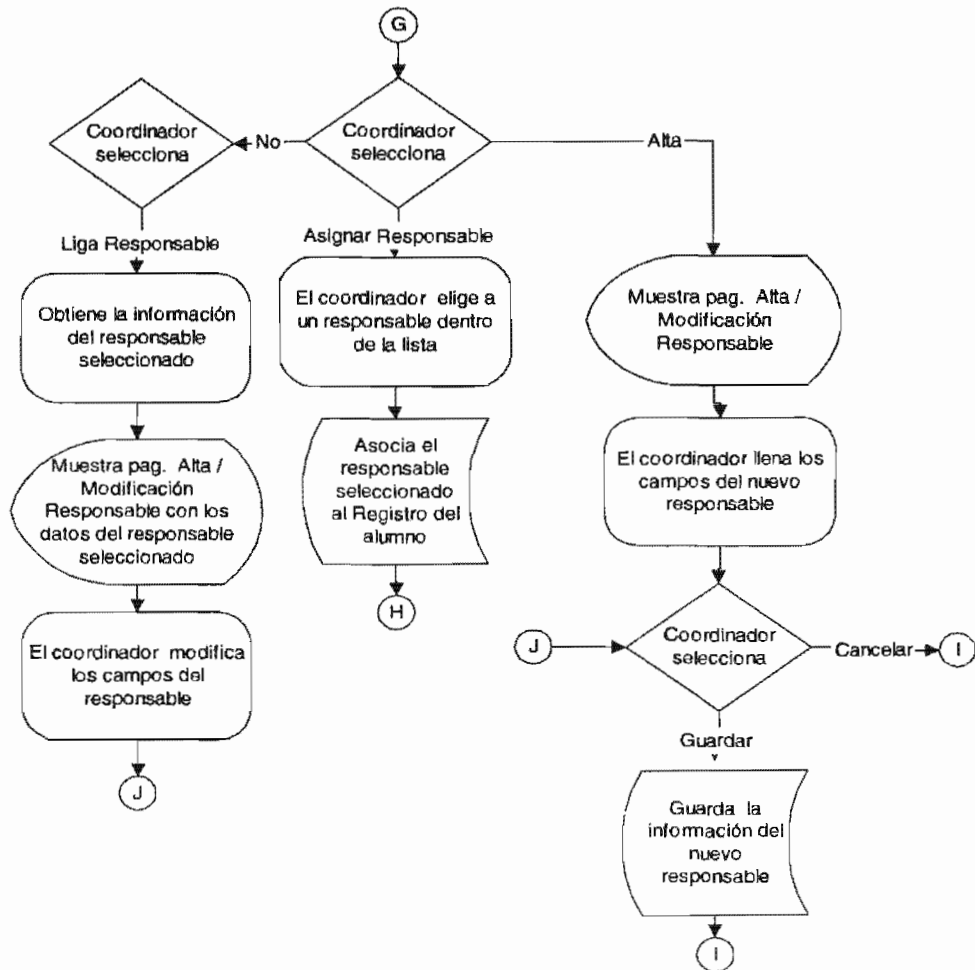 G
Coordinador
selecciona
No
Coordinador
selecciona
Alta
Liga Responsable
Asignar Responsable
Obtiene la información
del responsable
seleccionado
El coordinador elige a
un responsable dentro
de la lista
Muestra pag. Alta /
Modificación
Responsable
Muestra pag. Alta /
Modificación
Responsable con los
datos del responsable
seleccionado
Asocia el
responsable
seleccionado
al Registro del
alumno
El coordinador llena los
campos del nuevo
responsable
H
El coordinador modifica
los campos del
responsable
J
J
Coordinador
selecciona
Cancelar
I
Guardar
Guarda la
información del
nuevo
responsable
I